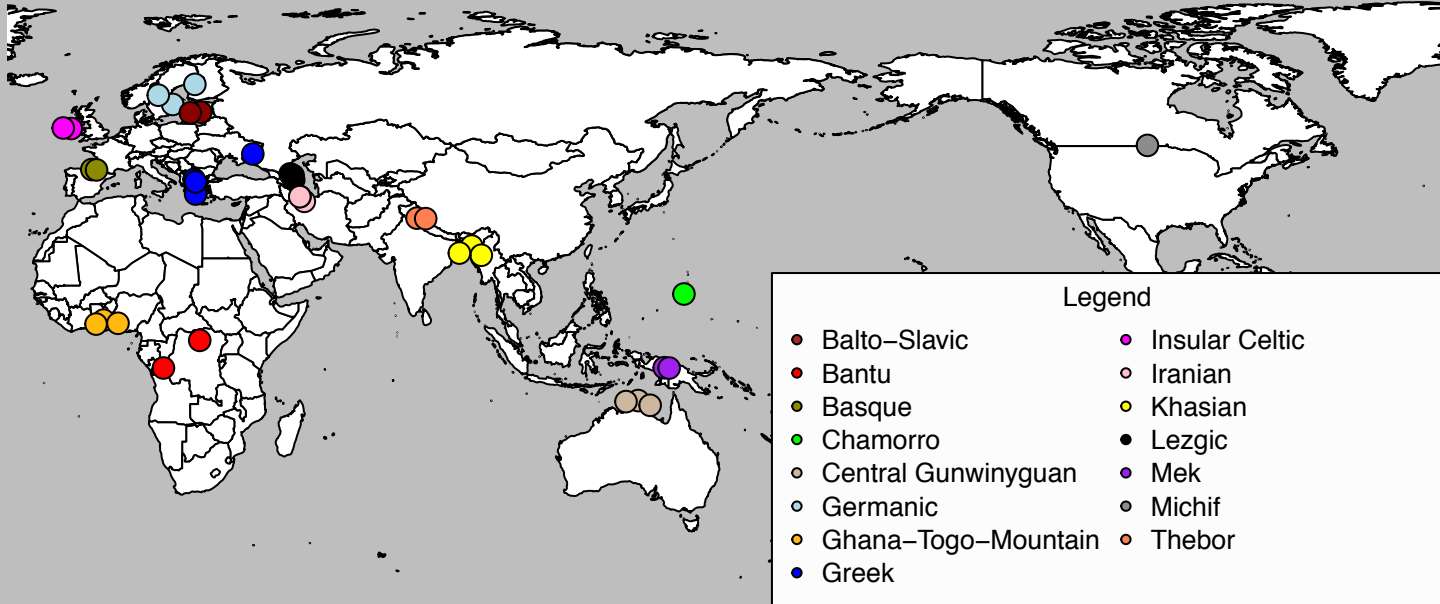 Legend
Balto−Slavic
Bantu
Basque
Chamorro
Central Gunwinyguan
Germanic
Ghana−Togo−Mountain
Greek
Insular Celtic
Iranian
Khasian
Lezgic
Mek
Michif
Thebor